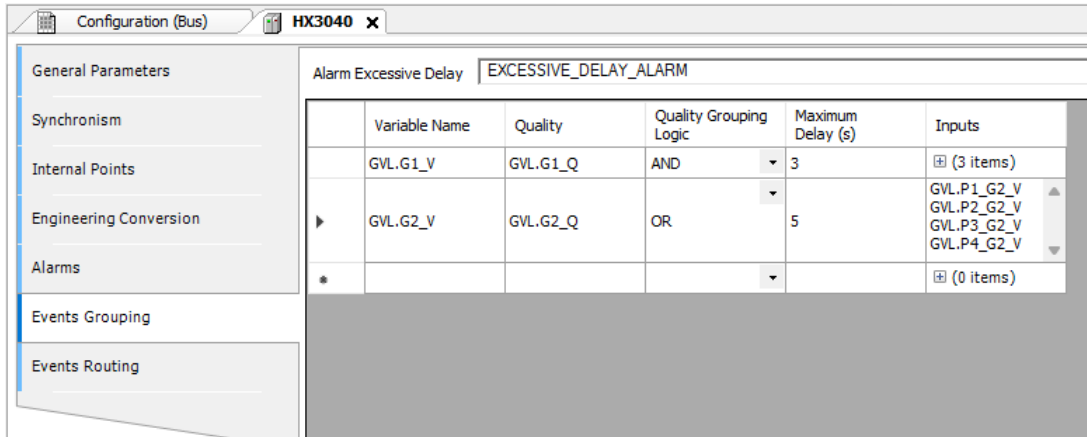 Configuration (Bus) HX3040 x
General Parameters
Synchronism
Internal Points
Engineering Conversion
Alarms
Events Grouping
Events Routing
Alarm Excessive Delay EXCESSIVE_DELAY_ALARM
Variable Name Quality Quality Grouping Logic Maximum Delay (s) Inputs
GVL.G1_V GVL.G1_Q AND 3 (3 items)
GVL.G2_V GVL.G2_Q OR 5 GVL.P1_G2_V
GVL.P2_G2_V
GVL.P3_G2_V
GVL.P4_G2_V
(0 items)